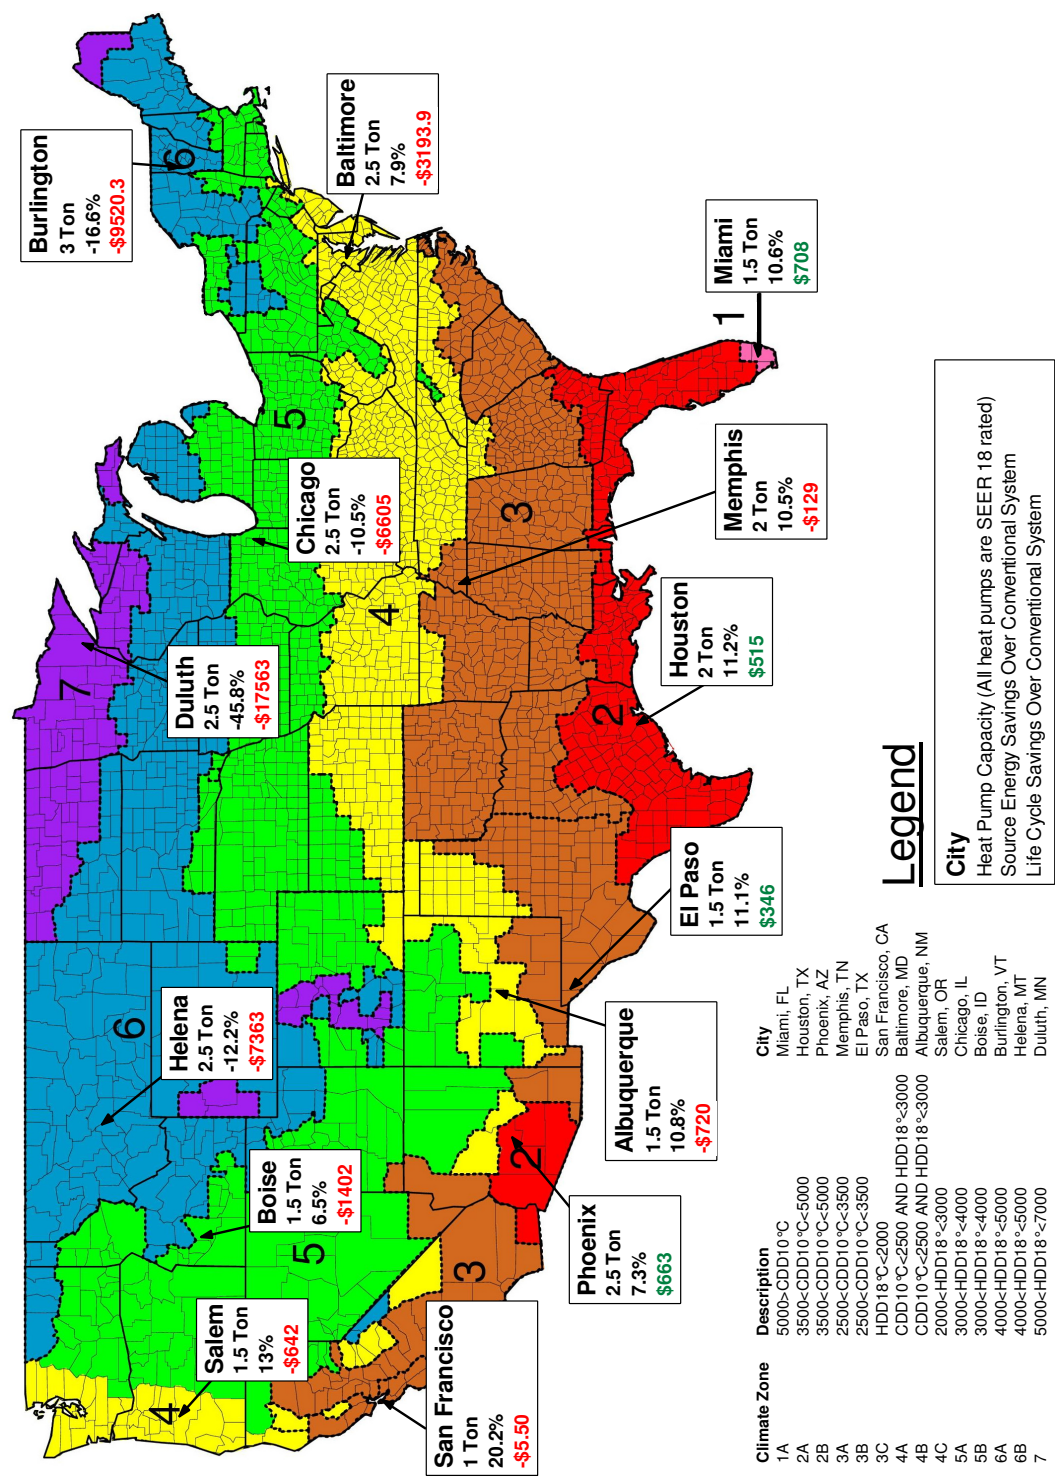 Burlington
3 Ton
-16.6%
-$9520.3
6
7
6
4
Helena
2.5 Ton
-12.2%
-$7363
Duluth
2.5 Ton
-45.8%
-$17563
Salem
1.5 Ton
13%
-$642
Boise
1.5 Ton
6.5%
-$1402
5
5
Chicago
2.5 Ton
-10.5%
-$6605
Baltimore
2.5 Ton
7.9%
-$3193.9
4
San Francisco
1 Ton
20.2%
-$5.50
3
3
2
2
Phoenix
2.5 Ton
7.3%
$663
Albuquerque
1.5 Ton
10.8%
-$720
El Paso
1.5 Ton
11.1%
$346
Houston
2 Ton
11.2%
$515
Memphis
2 Ton
10.5%
-$129
1
Miami
1.5 Ton
10.6%
$708
Climate Zone Description City
1A 5000>CDD10°C Miami, FL
2A 3500<CDD10°C<5000 Houston, TX
2B 3500<CDD10°C<5000 Phoenix, AZ
3A 2500<CDD10°C<3500 Memphis, TN
3B 2500<CDD10°C<3500 El Paso, TX
3C HDD18°C<2000 San Francisco, CA
4A CDD10°C<2500 AND HDD18°<3000 Baltimore, MD
4B CDD10°C<2500 AND HDD18°<3000 Albuquerque, NM
4C 2000<HDD18°<3000 Salem, OR
5A 3000<HDD18°<4000 Chicago, IL
5B 3000<HDD18°<4000 Boise, ID
6A 4000<HDD18°<5000 Burlington, VT
6B 4000<HDD18°<5000 Helena, MT
7 5000<HDD18°<7000 Duluth, MN
Legend
City
Heat Pump Capacity (All heat pumps are SEER 18 rated)
Source Energy Savings Over Conventional System
Life Cycle Savings Over Conventional System